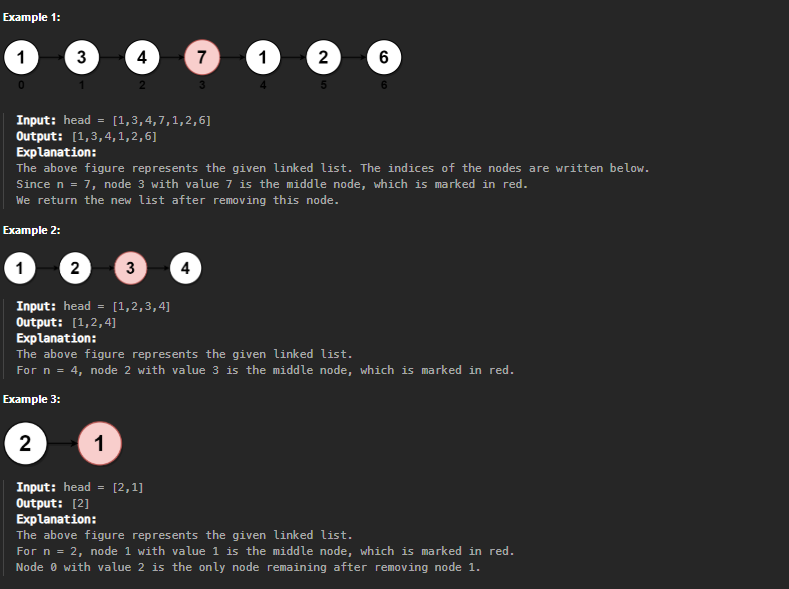 Example 1:
1 3 4 7 1 2 6
0 1 2 3 4 5 6
Input: head = [1,3,4,7,1,2,6]
Output: [1,3,4,1,2,6]
Explanation:
The above figure represents the given linked list. The indices of the nodes are written below.
Since n = 7, node 3 with value 7 is the middle node, which is marked in red.
We return the new list after removing this node.
Example 2:
1 2 3 4
Input: head = [1,2,3,4]
Output: [1,2,4]
Explanation:
The above figure represents the given linked list.
For n = 4, node 2 with value 3 is the middle node, which is marked in red.
Example 3:
2 1
Input: head = [2,1]
Output: [2]
Explanation:
The above figure represents the given linked list.
For n = 2, node 1 with value 1 is the middle node, which is marked in red.
Node 0 with value 2 is the only node remaining after removing node 1.